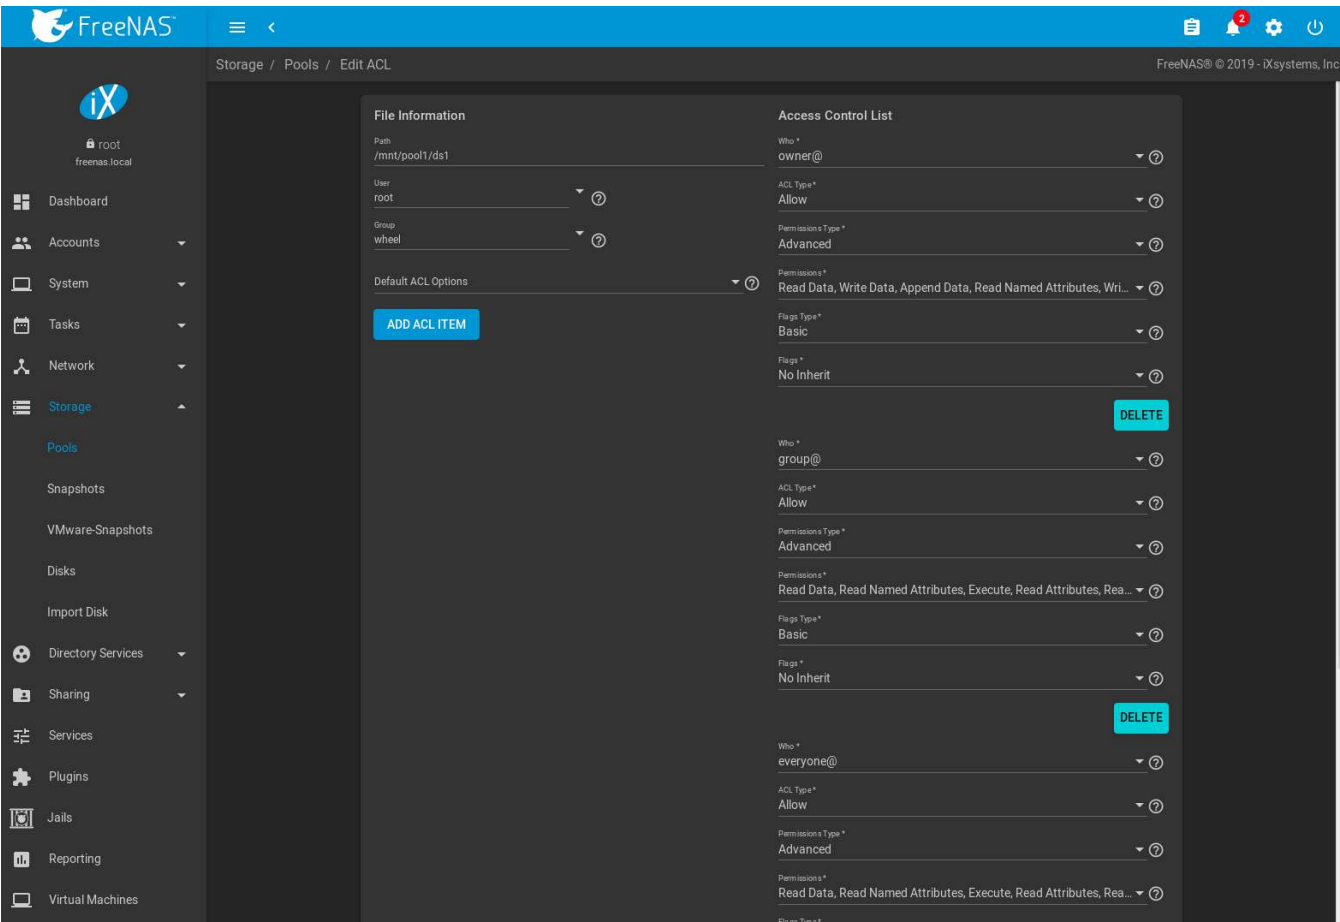 FreeNAS
2
Storage / Pools / Edit ACL
FreeNAS® © 2019 - iXsystems, Inc
iX
root
freenas.local
Dashboard
Accounts
System
Tasks
Network
Storage
Pools
Snapshots
VMware-Snapshots
Disks
Import Disk
Directory Services
Sharing
Services
Plugins
Jails
Reporting
Virtual Machines
File Information
Path
/mnt/pool1/ds1
User
root
Group
wheel
Default ACL Options
ADD ACL ITEM
Access Control List
Who *
owner@
ACL Type *
Allow
Permissions Type *
Advanced
Permissions *
Read Data, Write Data, Append Data, Read Named Attributes, Wri...
Flags Type *
Basic
Flags *
No Inherit
DELETE
Who *
group@
ACL Type *
Allow
Permissions Type *
Advanced
Permissions *
Read Data, Read Named Attributes, Execute, Read Attributes, Rea...
Flags Type *
Basic
Flags *
No Inherit
DELETE
Who *
everyone@
ACL Type *
Allow
Permissions Type *
Advanced
Permissions *
Read Data, Read Named Attributes, Execute, Read Attributes, Rea...
Flags Type *